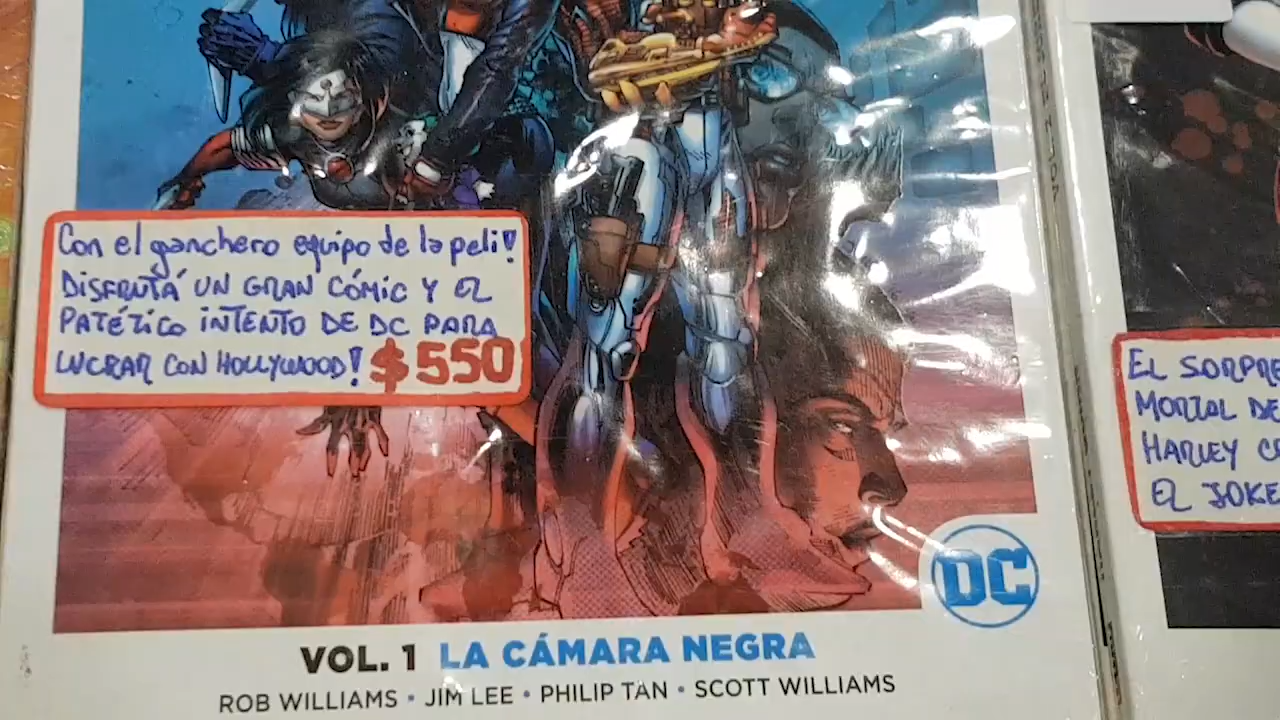 Con el ganchero equipo de la peli!
DISFRUTÁ UN GRAN CÓMIC Y EL
PATÉTICO INTENTO DE DC PARA
LUCRAR CON HOLLYWOOD! $550
EL SORPRE
MORTAL DE
HARLEY C
EL JOKE
DC
VOL. 1 LA CÁMARA NEGRA
ROB WILLIAMS • JIM LEE • PHILIP TAN • SCOTT WILLIAMS